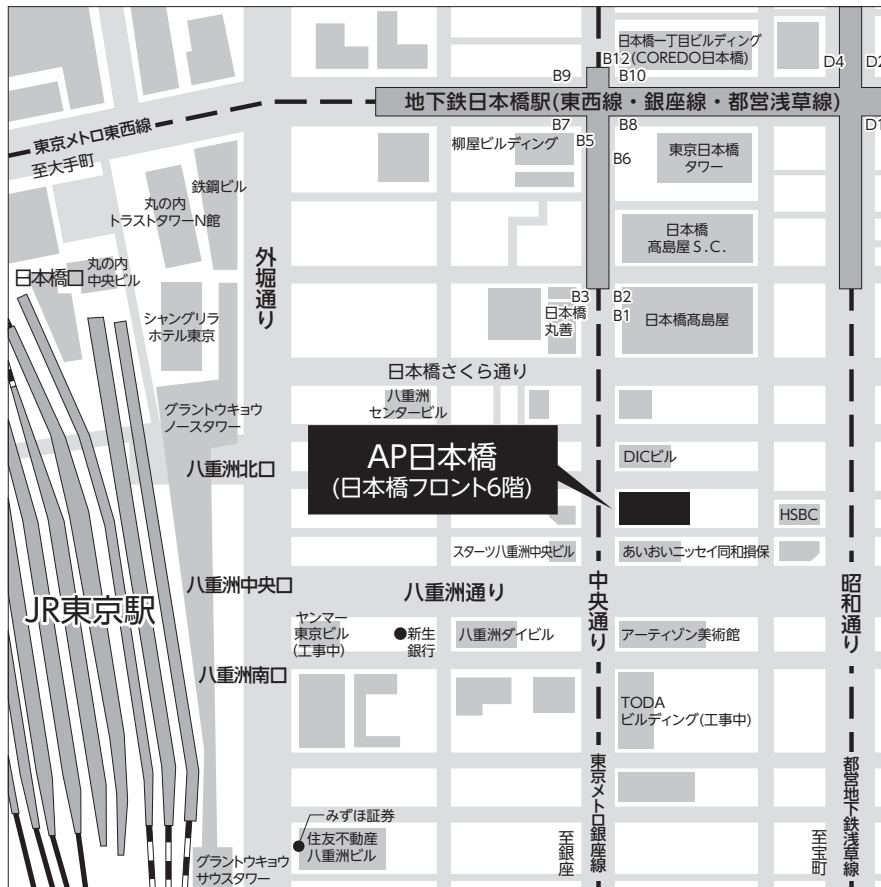 日本橋一丁目ビルディング
(COREDO日本橋)
B12
B9
B10
D4
D2
地下鉄日本橋駅(東西線・銀座線・都営浅草線)
B7
B5
B8
B6
D1
東京メトロ東西線
至大手町
柳屋ビルディング
東京日本橋
タワー
鉄鋼ビル
丸の内
トラストタワーN館
日本橋
髙島屋S.C.
外堀通り
日本橋口
丸の内
中央ビル
シャングリラ
ホテル東京
B3
日本橋
丸善
B2
B1
日本橋髙島屋
日本橋さくら通り
八重洲
センタービル
グラントウキョウ
ノースタワー
八重洲北口
AP日本橋
(日本橋フロント6階)
DICビル
HSBC
スターツ八重洲中央ビル
あいおいニッセイ同和損保
八重洲中央口
八重洲通り
中央通り
昭和通り
JR東京駅
ヤンマー
東京ビル
(工事中)
新生
銀行
八重洲ダイビル
アーティゾン美術館
八重洲南口
TODA
ビルディング(工事中)
東京メトロ銀座線
都営地下鉄浅草線
みずほ証券
住友不動産
八重洲ビル
至銀座
至宝町
グラントウキョウ
サウスタワー